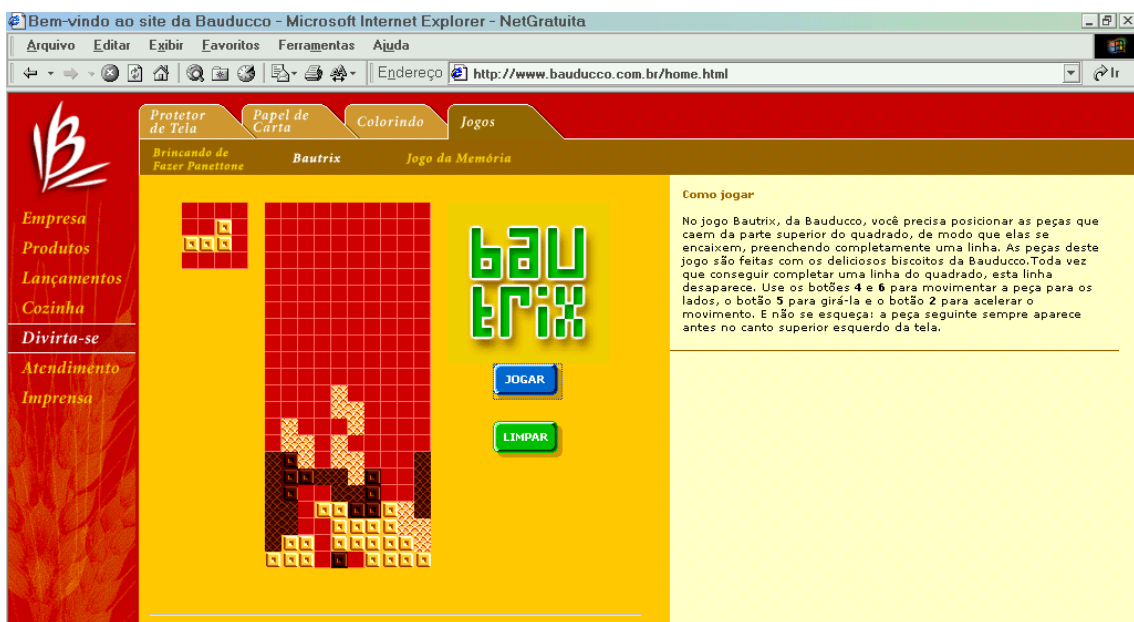 Bem-vindo ao site da Bauducco - Microsoft Internet Explorer - NetGratuita
Arquivo Editar Exibir Favoritos Ferramentas Ajuda
Endereço http://www.bauducco.com.br/home.html Ir
B
Protetor
de Tela
Papel de
Carta
Colorindo
Jogos
Brincando de
Fazer Panettone
Bautrix
Jogo da Memória
Empresa
Produtos
Lançamentos
Cozinha
Divirta-se
Atendimento
Imprensa
bau
trix
JOGAR
LIMPAR
Como jogar
No jogo Bautrix, da Bauducco, você precisa posicionar as peças que
caem da parte superior do quadrado, de modo que elas se
encaixem, preenchendo completamente uma linha. As peças deste
jogo são feitas com os deliciosos biscoitos da Bauducco.Toda vez
que conseguir completar uma linha do quadrado, esta linha
desaparece. Use os botões 4 e 6 para movimentar a peça para os
lados, o botão 5 para girá-la e o botão 2 para acelerar o
movimento. E não se esqueça: a peça seguinte sempre aparece
antes no canto superior esquerdo da tela.